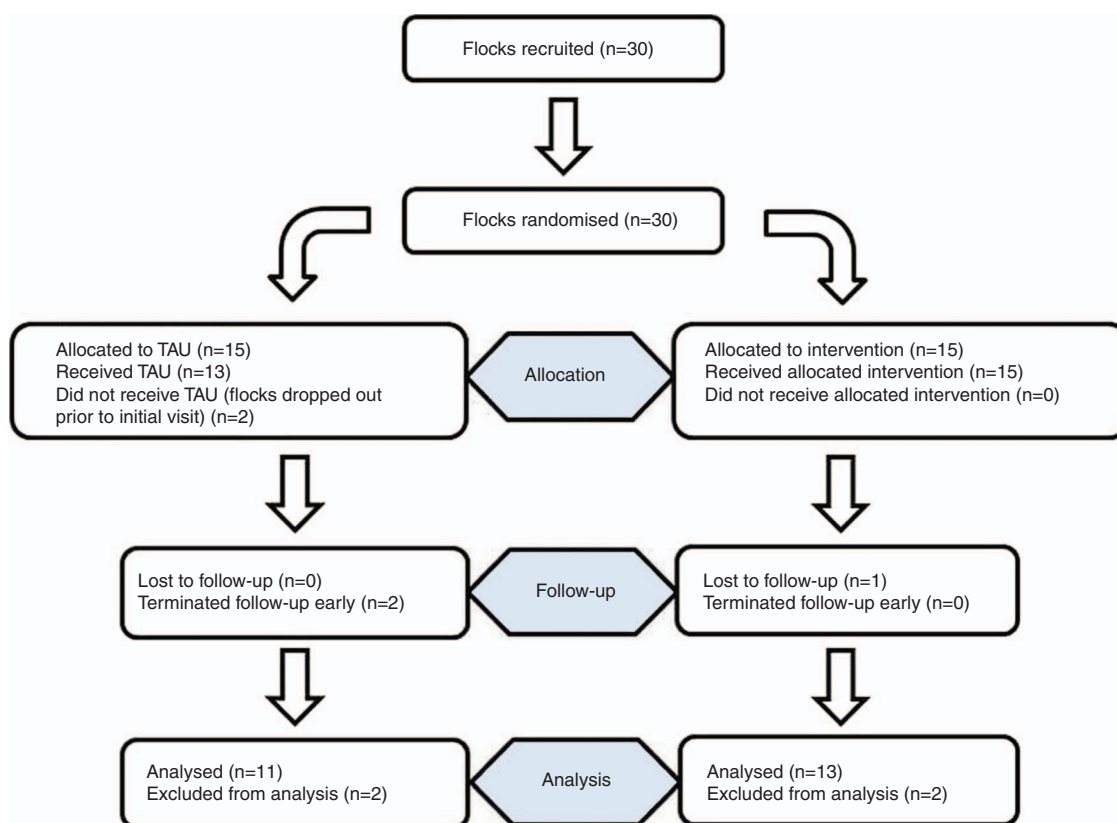 Flocks recruited (n=30)
Flocks randomised (n=30)
Allocated to TAU (n=15)
Received TAU (n=13)
Did not receive TAU (flocks dropped out
prior to initial visit) (n=2)
Allocation
Allocated to intervention (n=15)
Received allocated intervention (n=15)
Did not receive allocated intervention (n=0)
Lost to follow-up (n=0)
Terminated follow-up early (n=2)
Follow-up
Lost to follow-up (n=1)
Terminated follow-up early (n=0)
Analysed (n=11)
Excluded from analysis (n=2)
Analysis
Analysed (n=13)
Excluded from analysis (n=2)